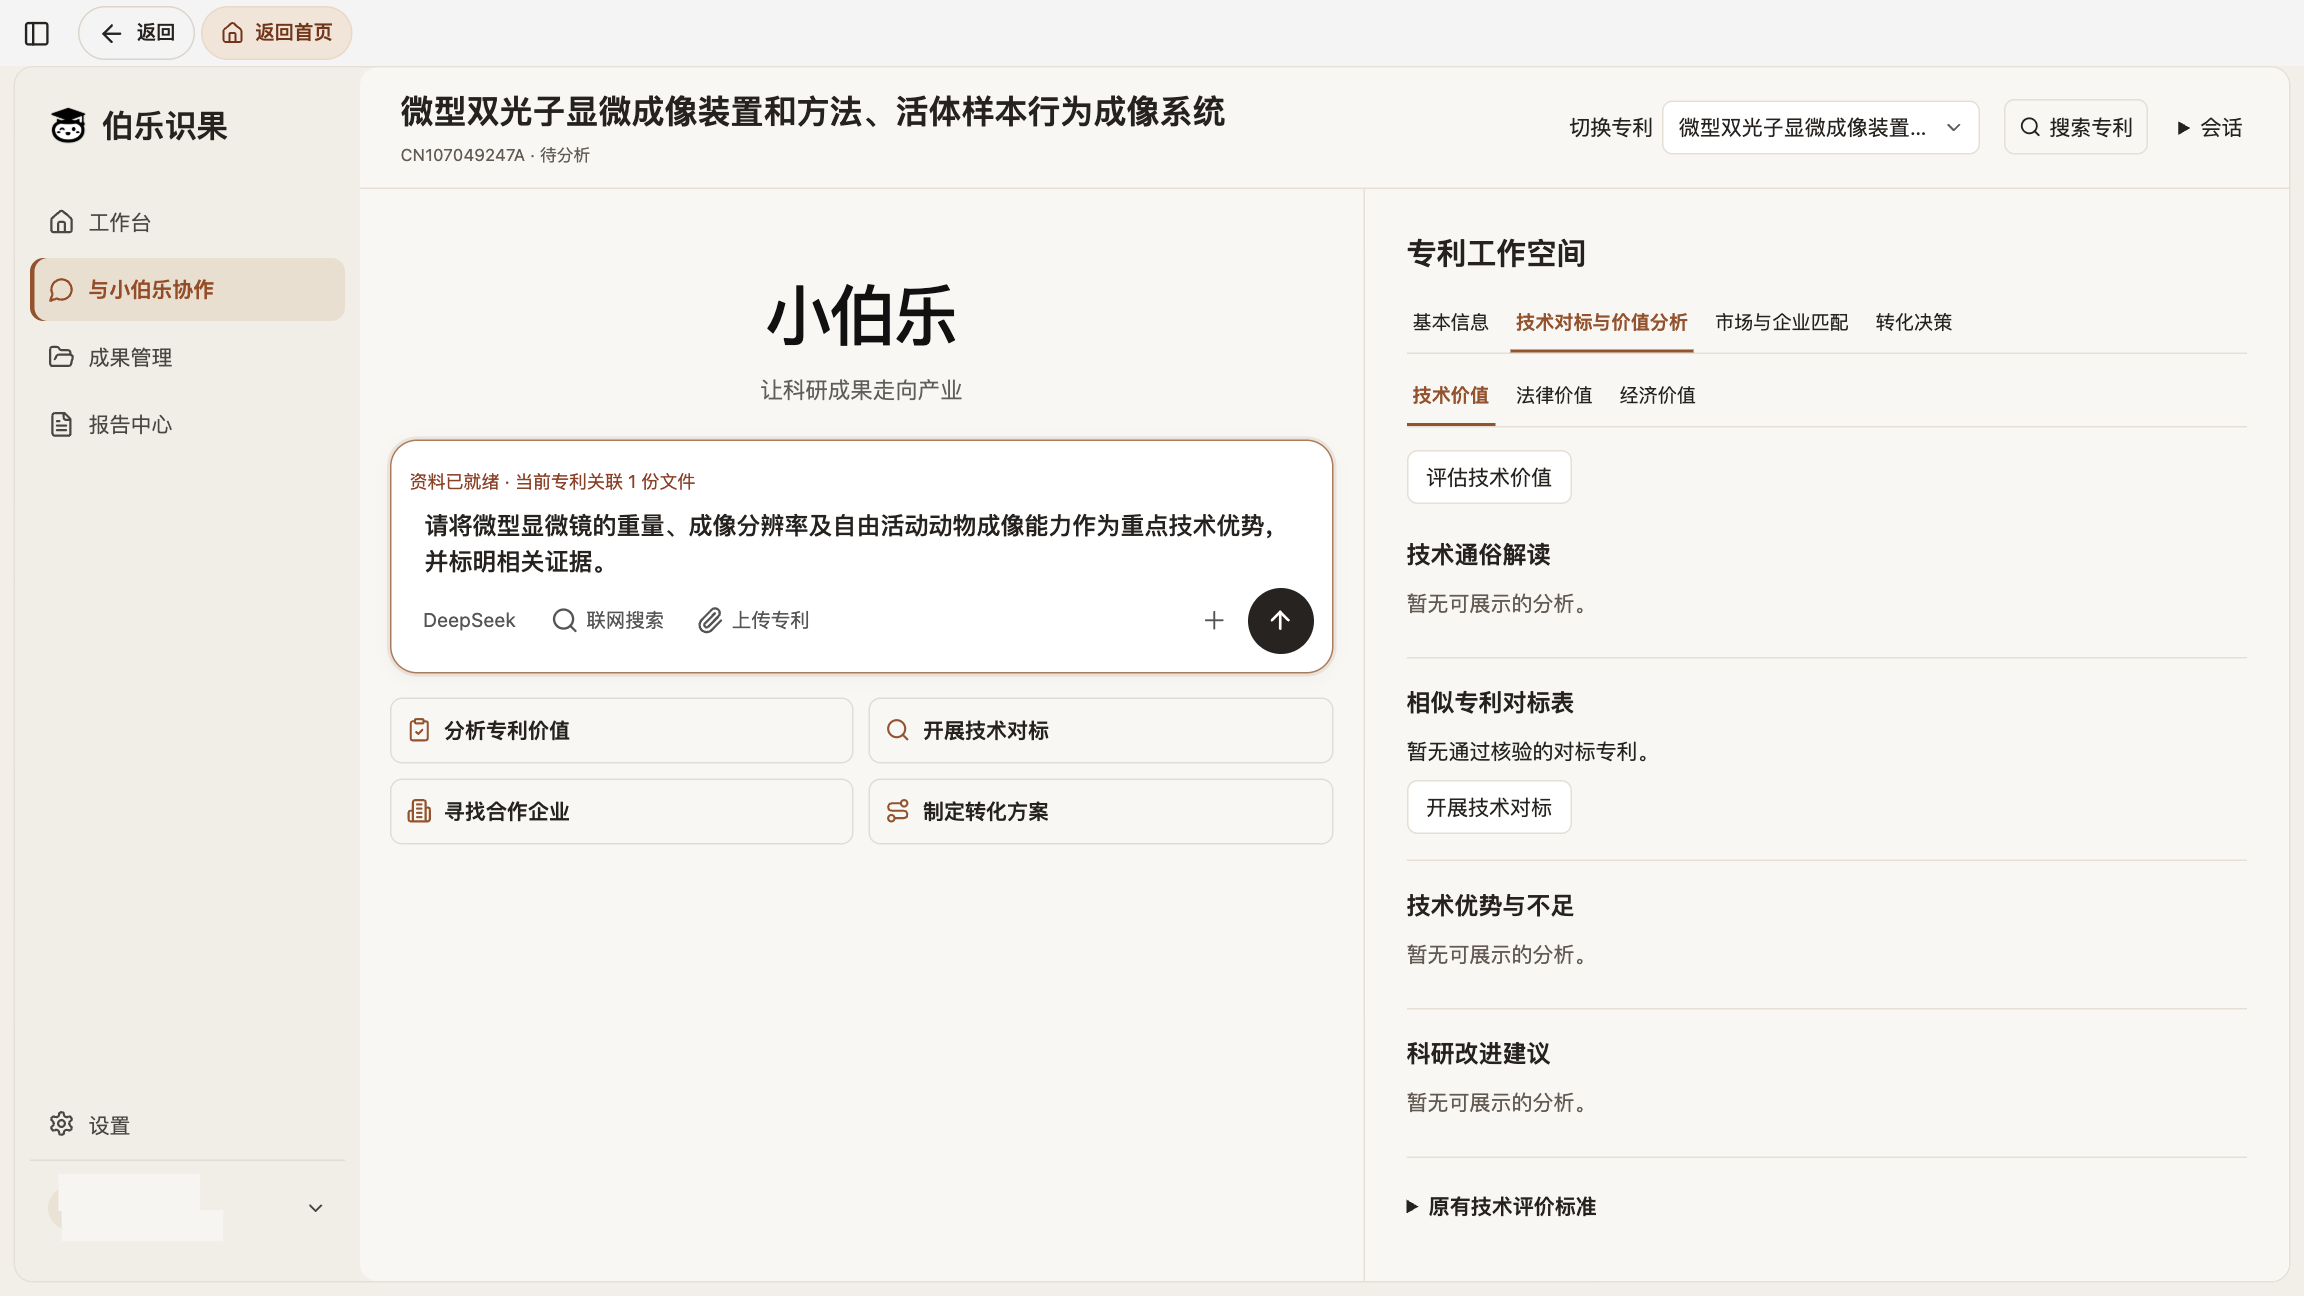 返回
返回首页
伯乐识果
工作台
与小伯乐协作
成果管理
报告中心
设置
微型双光子显微成像装置和方法、活体样本行为成像系统
CN107049247A · 待分析
切换专利
微型双光子显微成像装置...
搜索专利
▶ 会话
小伯乐
让科研成果走向产业
资料已就绪 · 当前专利关联 1 份文件
请将微型显微镜的重量、成像分辨率及自由活动动物成像能力作为重点技术优势，
并标明相关证据。
DeepSeek
联网搜索
上传专利
分析专利价值
开展技术对标
寻找合作企业
制定转化方案
专利工作空间
基本信息
技术对标与价值分析
市场与企业匹配
转化决策
技术价值
法律价值
经济价值
评估技术价值
技术通俗解读
暂无可展示的分析。
相似专利对标表
暂无通过核验的对标专利。
开展技术对标
技术优势与不足
暂无可展示的分析。
科研改进建议
暂无可展示的分析。
▶ 原有技术评价标准